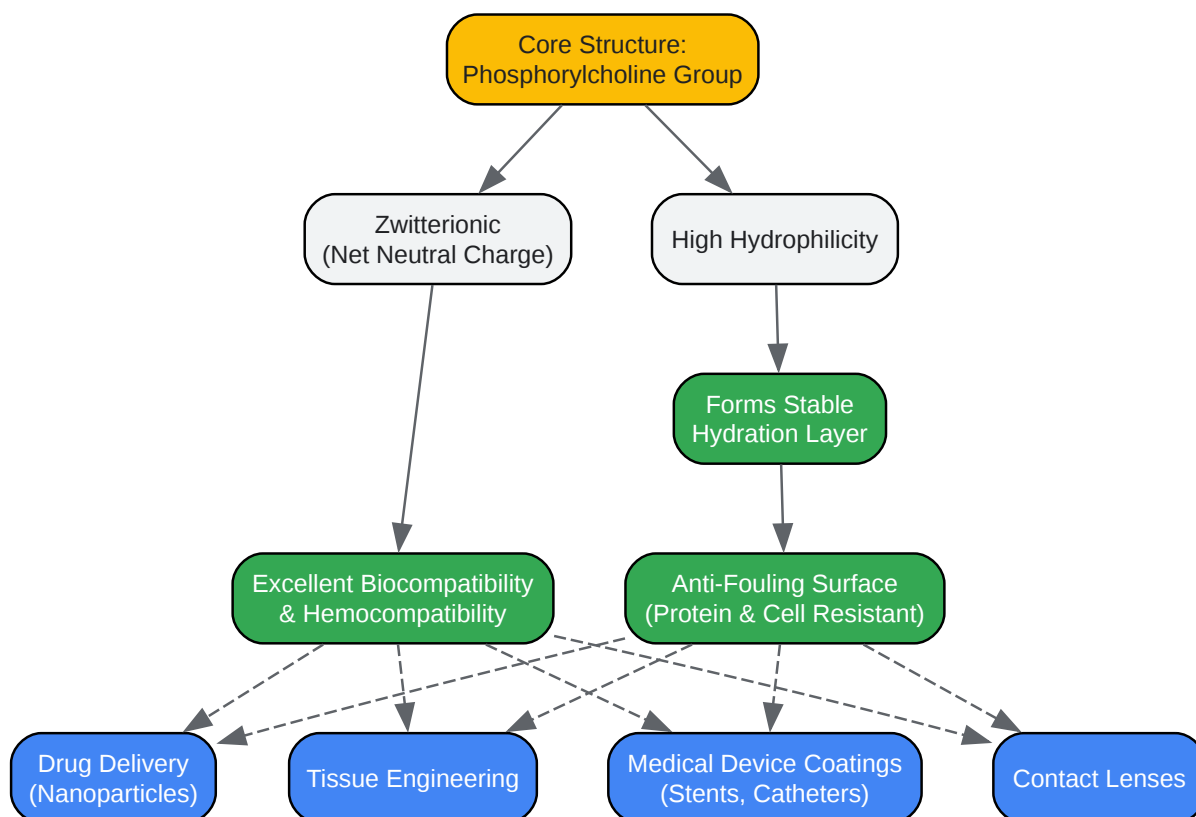 Core Structure:
Phosphorylcholine Group
Zwitterionic
(Net Neutral Charge)
High Hydrophilicity
Forms Stable
Hydration Layer
Excellent Biocompatibility
& Hemocompatibility
Anti-Fouling Surface
(Protein & Cell Resistant)
Drug Delivery
(Nanoparticles)
Tissue Engineering
Medical Device Coatings
(Stents, Catheters)
Contact Lenses